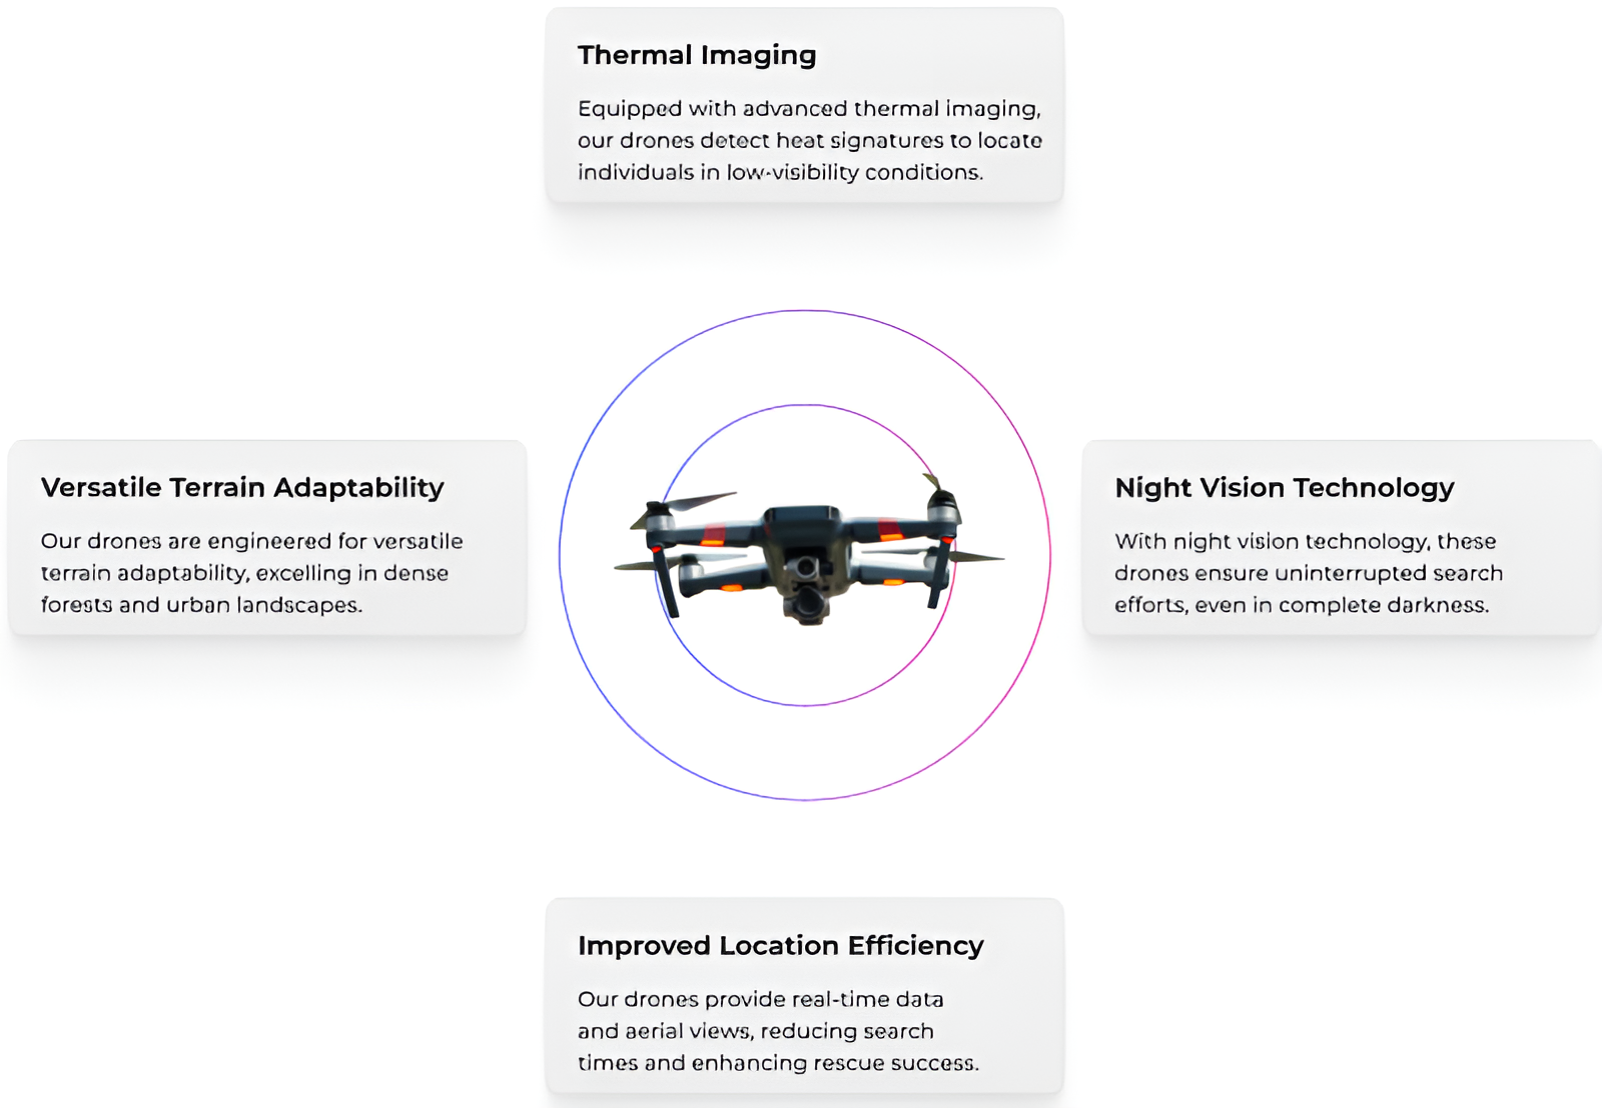 Thermal Imaging
Equipped with advanced thermal imaging,
our drones detect heat signatures to locate
individuals in low-visibility conditions.
Versatile Terrain Adaptability
Our drones are engineered for versatile
terrain adaptability, excelling in dense
forests and urban landscapes.
Night Vision Technology
With night vision technology, these
drones ensure uninterrupted search
efforts, even in complete darkness.
Improved Location Efficiency
Our drones provide real-time data
and aerial views, reducing search
times and enhancing rescue success.